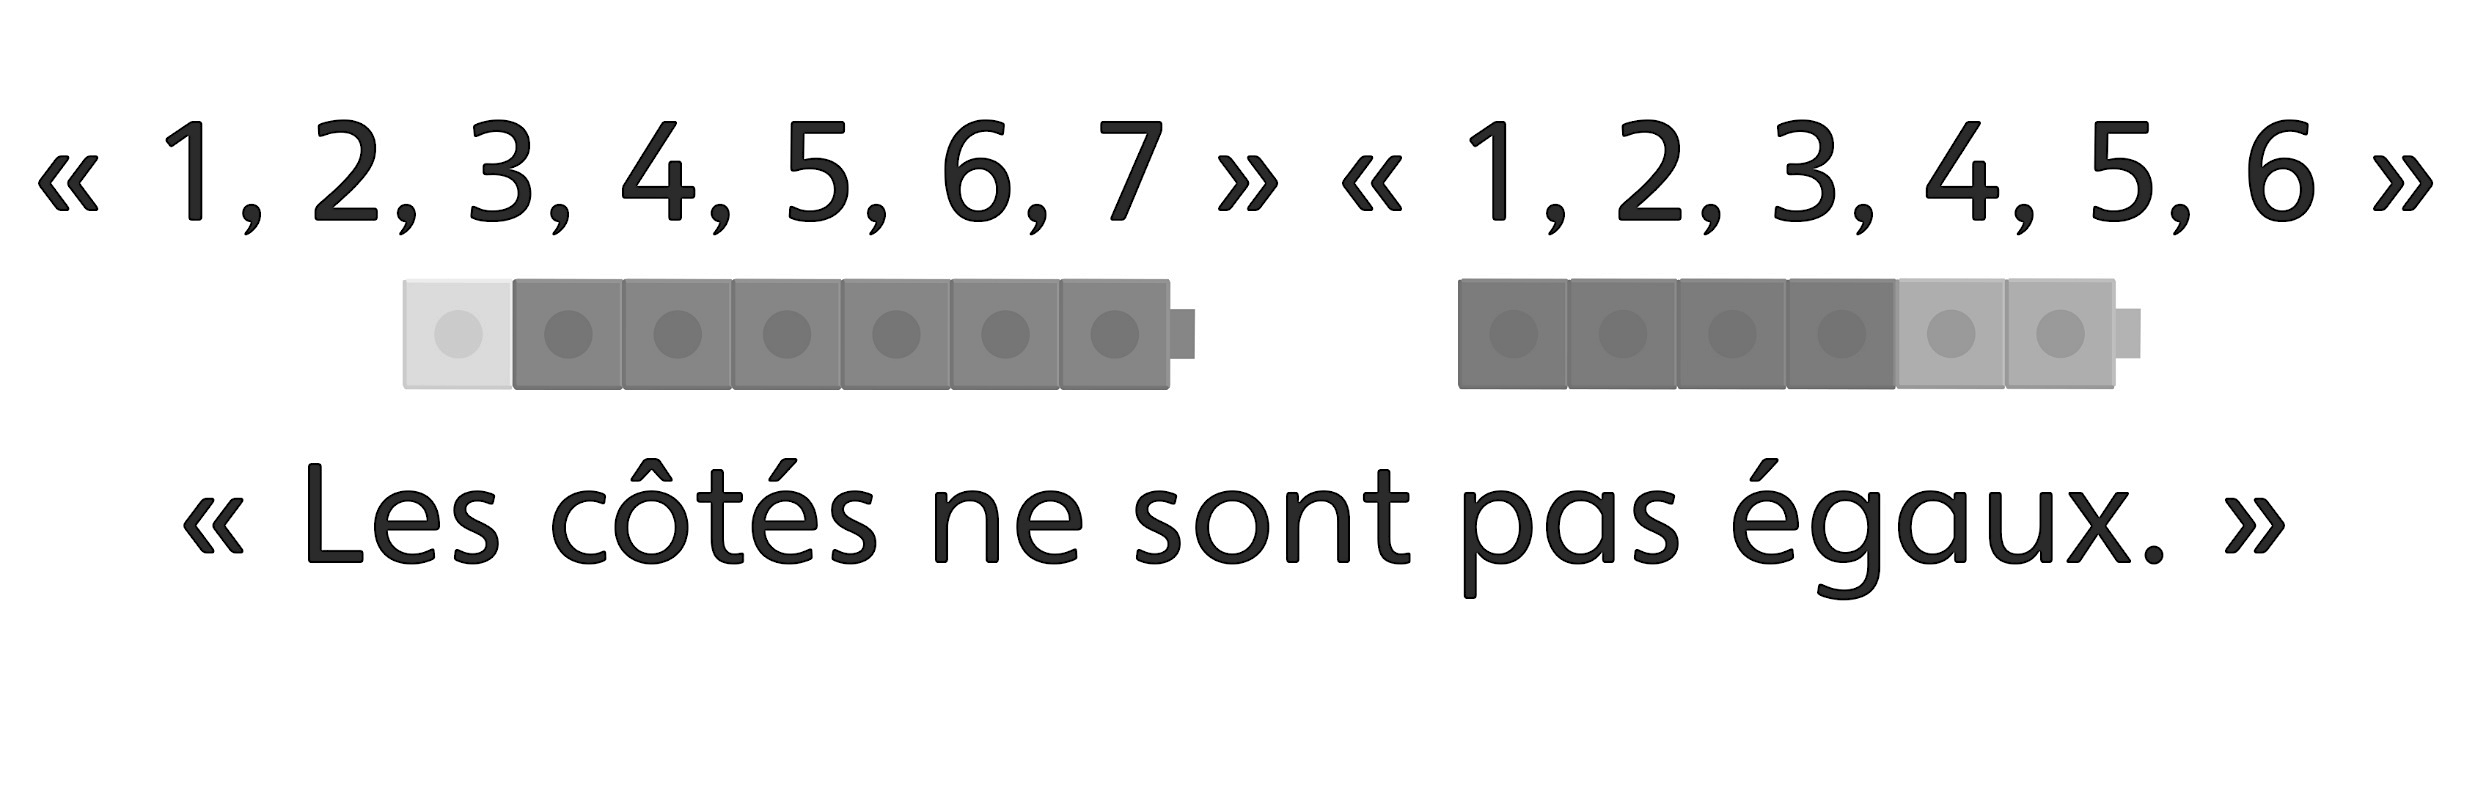 « 1, 2, 3, 4, 5, 6, 7 » « 1, 2, 3, 4, 5, 6 »
« Les côtés ne sont pas égaux. »